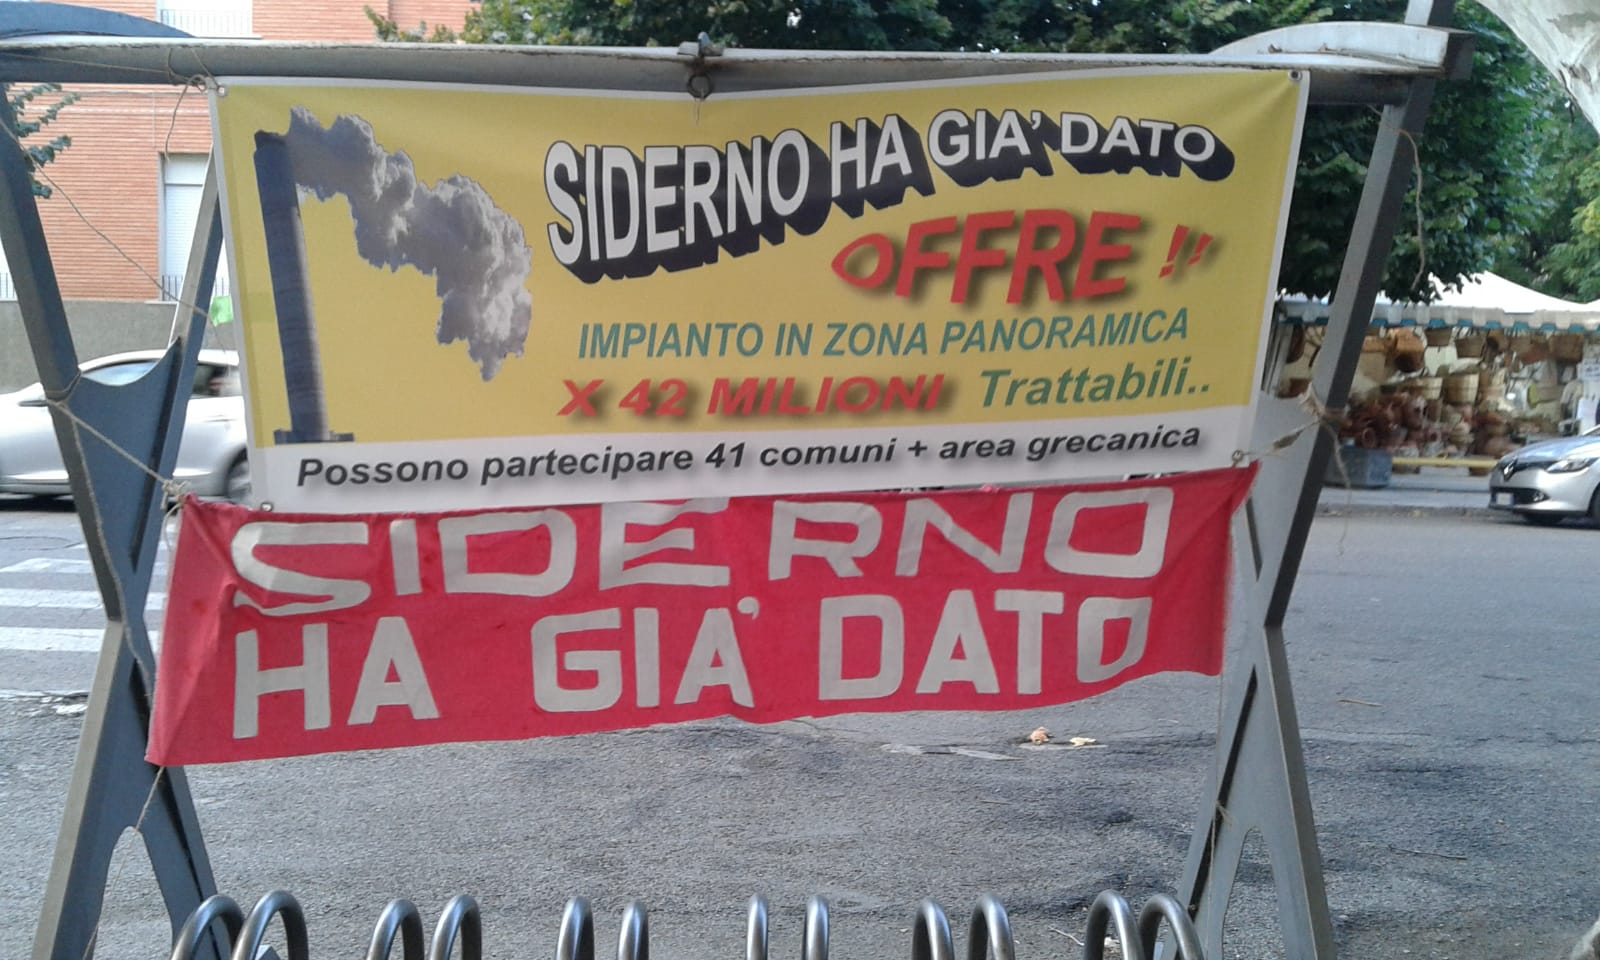 SIDERNO HA GIA' DATO
OFFRE !!
IMPIANTO IN ZONA PANORAMICA
X 42 MILIONI Trattabili..
Possono partecipare 41 comuni + area grecanica
SIDERNO
HA GIA' DATO